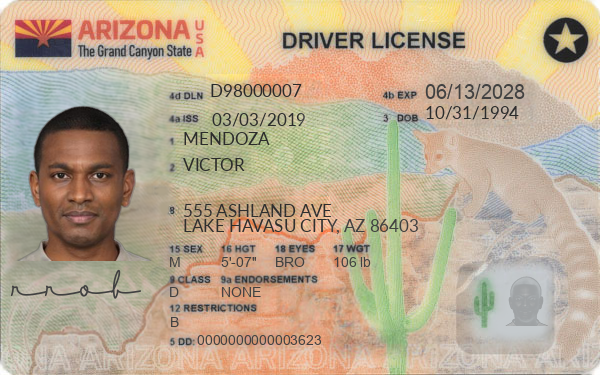 ARIZONA USA
The Grand Canyon State
DRIVER LICENSE
4d DLN D98000007 4b EXP 06/13/2028
4a ISS 03/03/2019 3 DOB 10/31/1994
1 MENDOZA
2 VICTOR
8 555 ASHLAND AVE
LAKE HAVASU CITY, AZ 86403
15 SEX 16 HGT 18 EYES 17 WGT
M 5'-07" BRO 106 lb
9 CLASS 9a ENDORSEMENTS
D NONE
12 RESTRICTIONS
B
rrob
5 DD: 0000000000003623
ONA ARIZONA ARIZONA ARIZONA ARIZONA